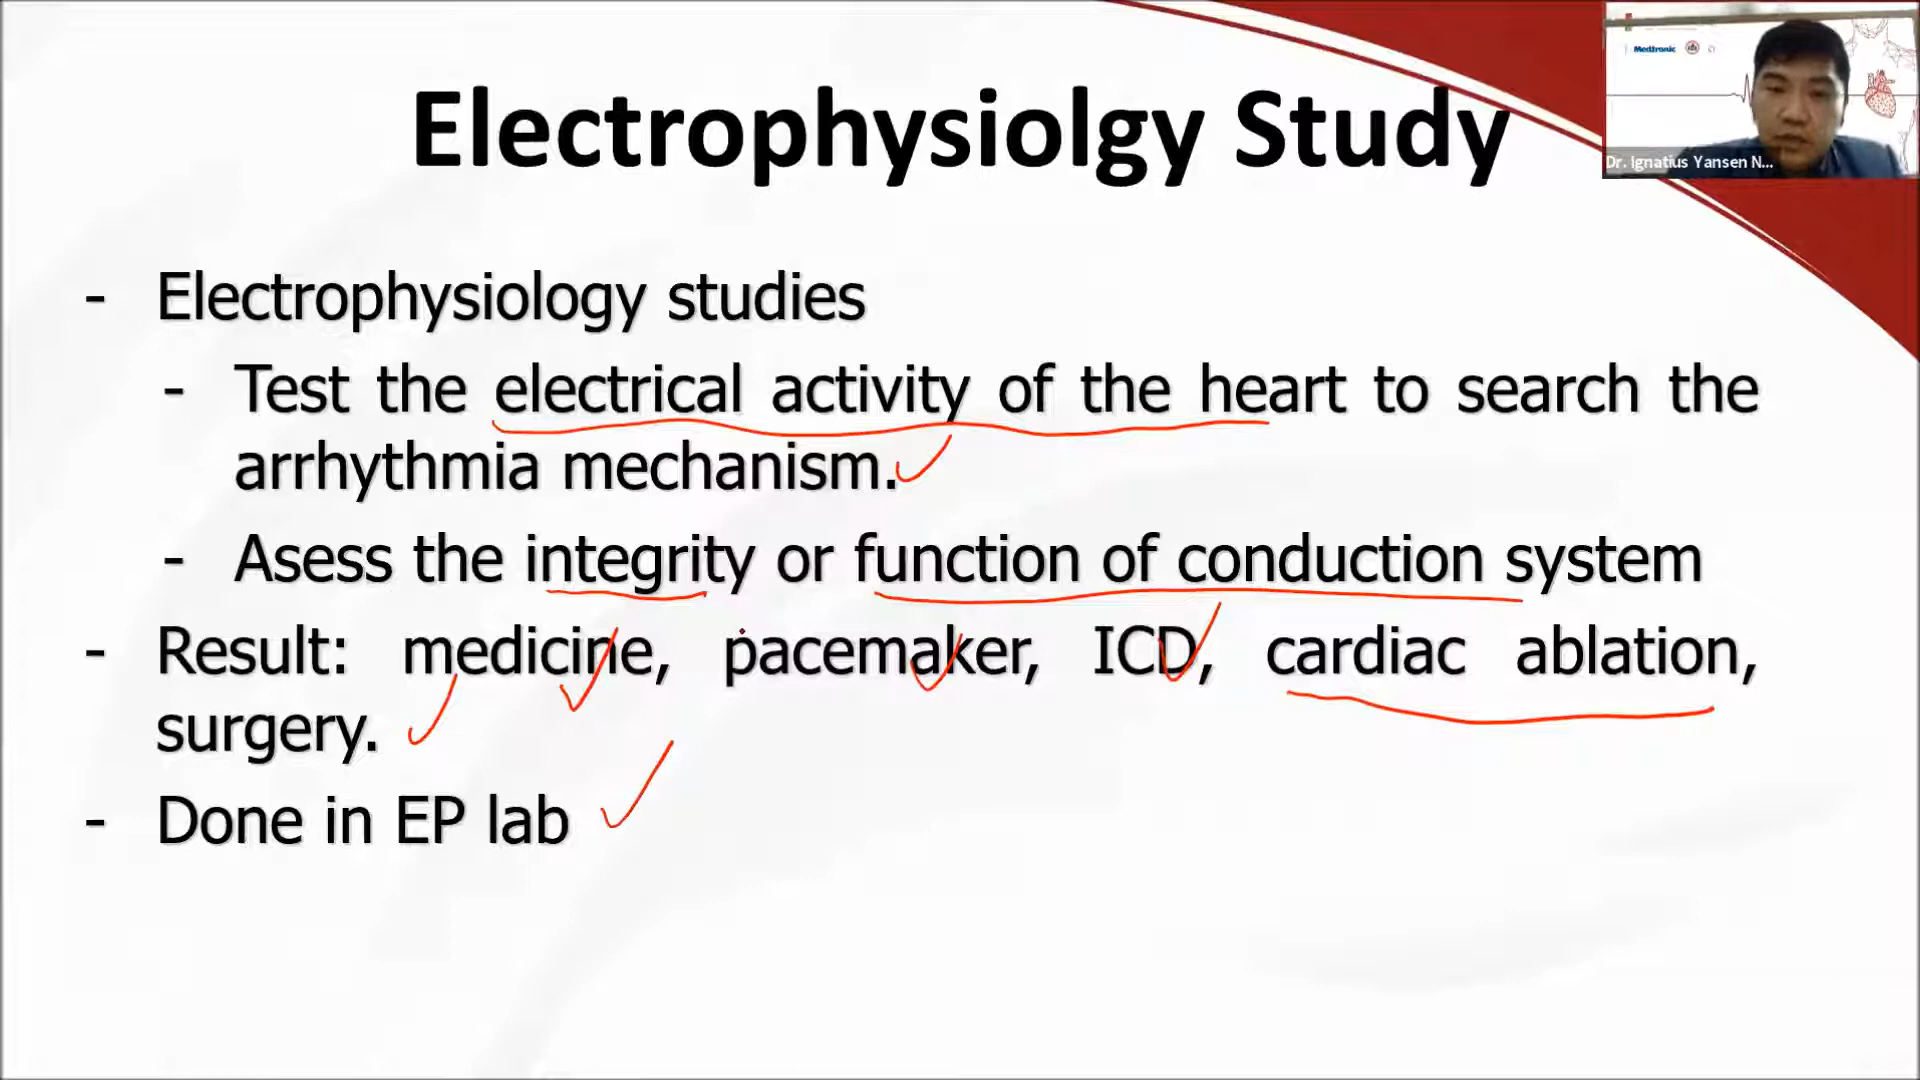 Electrophysiolgy Study
Medtronic
Dr. Ignatius Yansen N...
- Electrophysiology studies
- Test the electrical activity of the heart to search the
arrhythmia mechanism.
- Asess the integrity or function of conduction system
- Result: medicine, pacemaker, ICD, cardiac ablation,
surgery.
- Done in EP lab